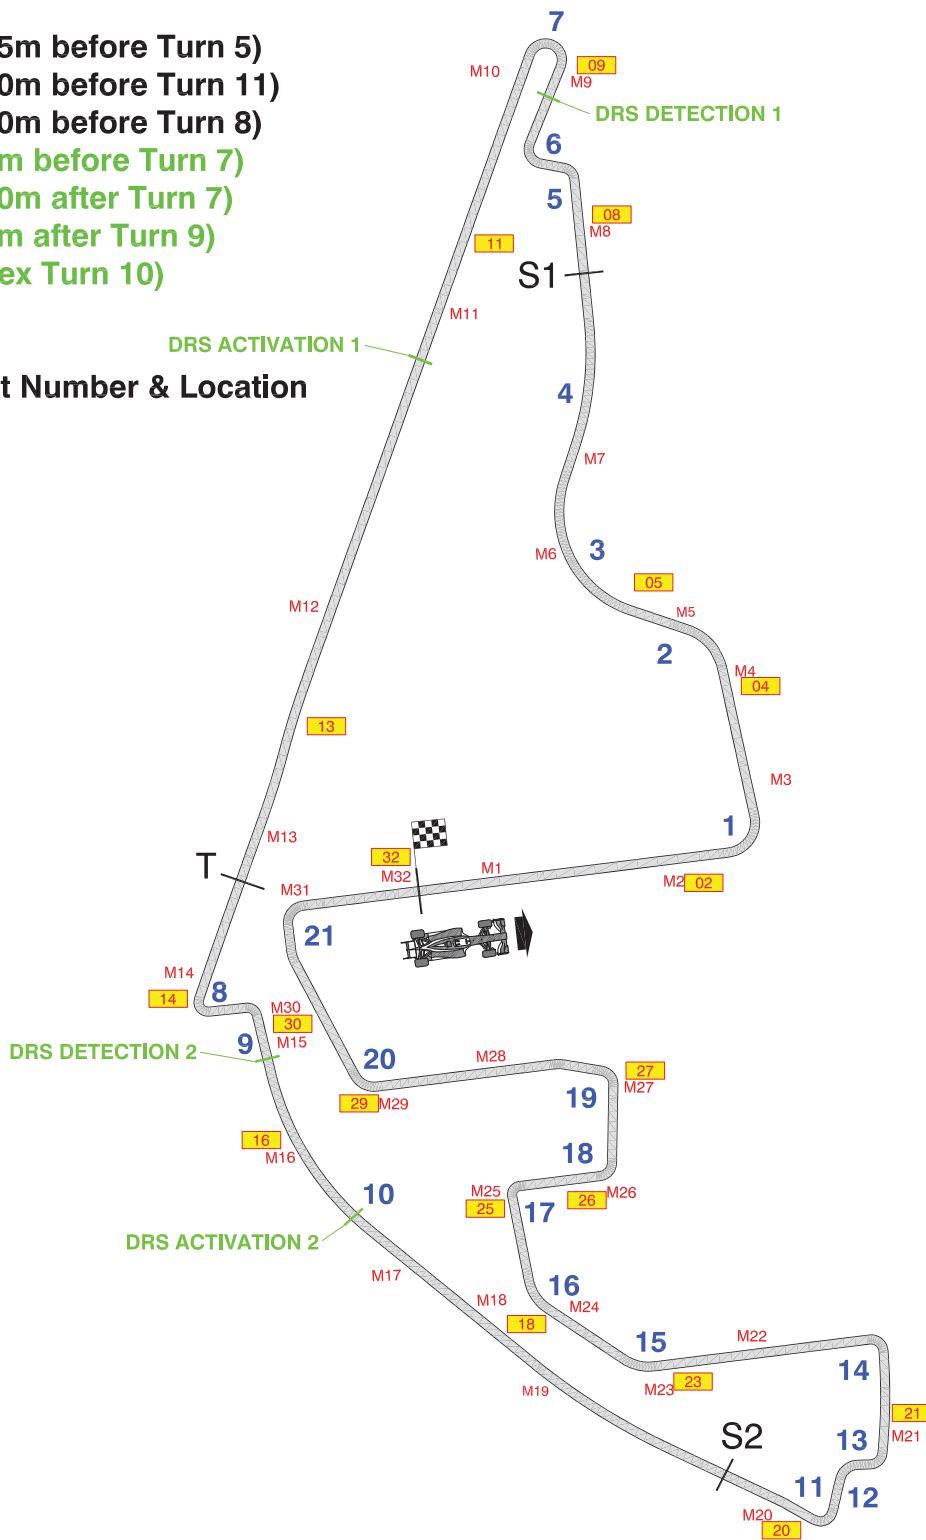 5m before Turn 5)
0m before Turn 11)
0m before Turn 8)
m before Turn 7)
0m after Turn 7)
m after Turn 9)
ex Turn 10)
t Number & Location
7
M10
09
M9
DRS DETECTION 1
6
5
08
M8
11
S1
M11
DRS ACTIVATION 1
4
M7
M6
3
05
M12
M5
2
M4
04
13
M3
1
M13
32
T
M1
M32
M2
02
M31
21
M14
14
8
M30
30
9
M15
DRS DETECTION 2
20
M28
27
M27
29
M29
19
16
M16
18
10
M25
25
26
M26
17
DRS ACTIVATION 2
M17
16
M18
M24
18
15
M22
M19
M23
23
14
21
M21
13
S2
11
12
M20
20